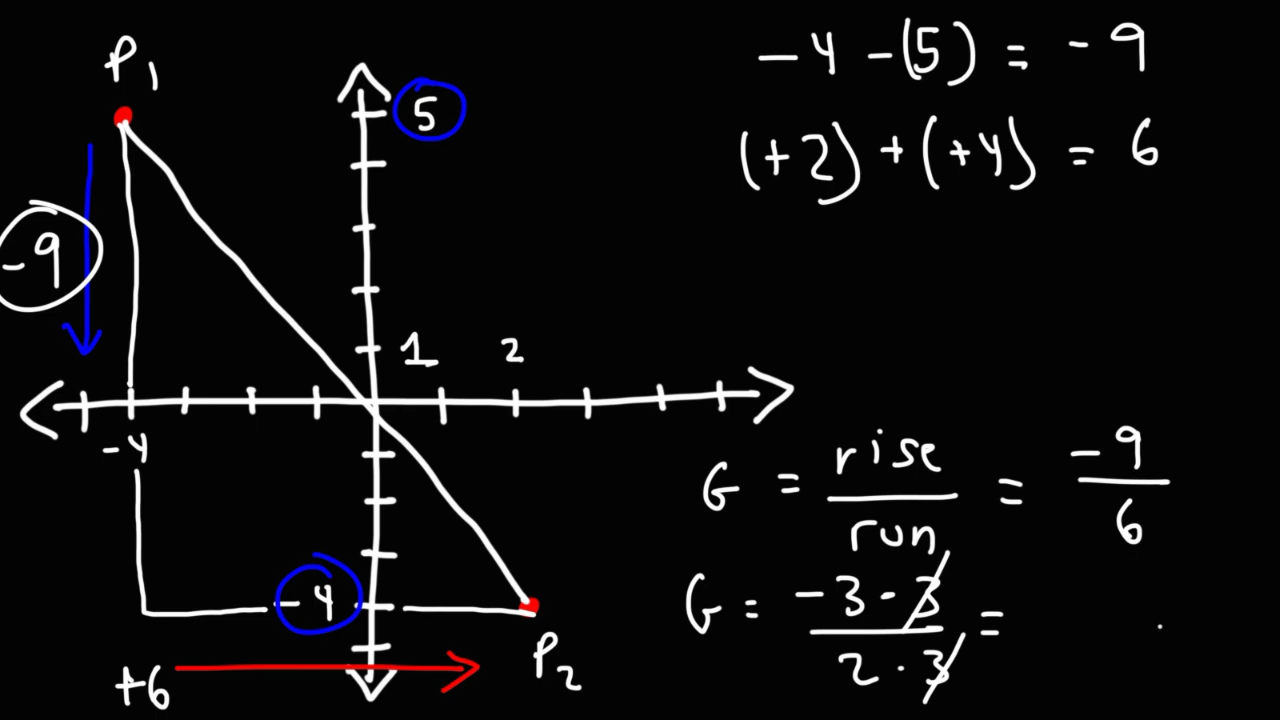 P₁
5
-9
1 2
-4
-4
+6
P₂
-4 -(5) = -9
(+2) + (+4) = 6
G = rise/run = -9/6
G = -3·3/2·3 =